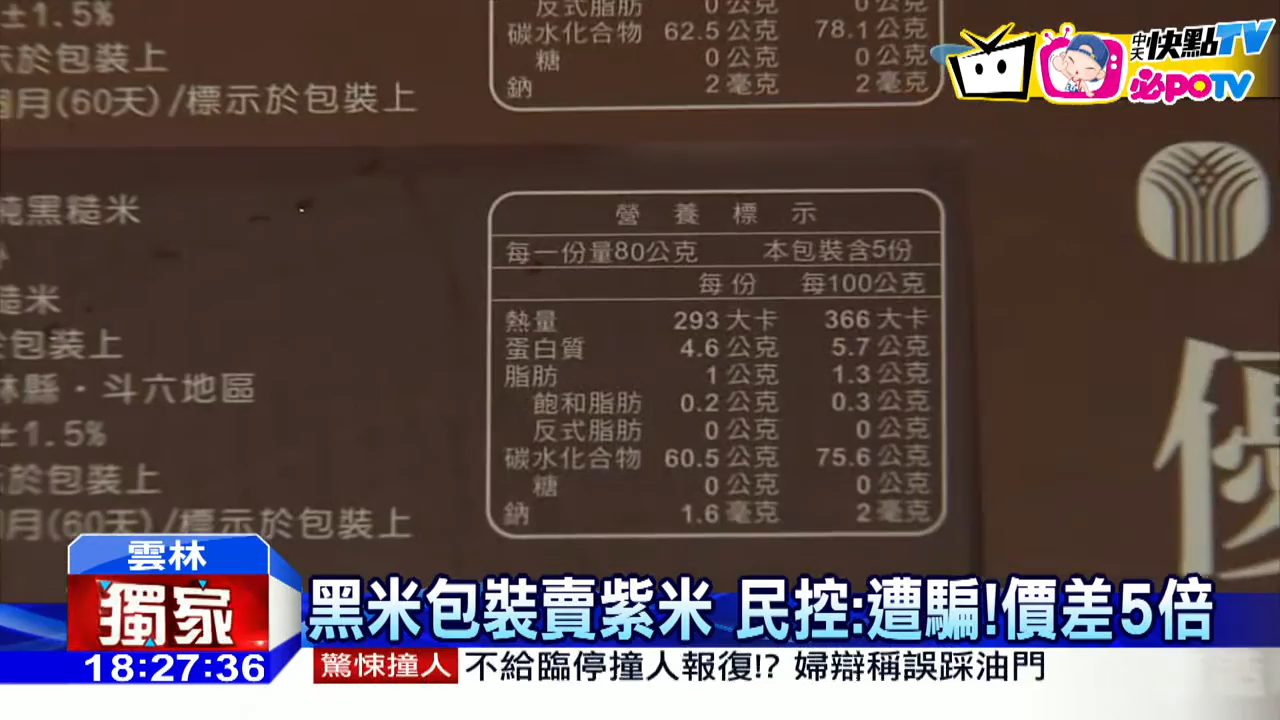 反式脂肪 0 公克 0 公克
±1.5%
碳水化合物 62.5 公克 78.1 公克
示於包裝上
糖 0 公克 0 公克
個月(60天)/標示於包裝上
鈉 2 毫克 2 毫克
中天快點TV
必POTV
純黑糙米
營養標示
每一份量80公克 本包裝含5份
糙米
每份 每100公克
於包裝上
熱量 293 大卡 366 大卡
蛋白質 4.6 公克 5.7 公克
林縣・斗六地區
脂肪 1 公克 1.3 公克
飽和脂肪 0.2 公克 0.3 公克
±1.5%
反式脂肪 0 公克 0 公克
碳水化合物 60.5 公克 75.6 公克
示於包裝上
糖 0 公克 0 公克
個月(60天)/標示於包裝上
鈉 1.6 毫克 2 毫克
優
雲林
獨家
黑米包裝賣紫米 民控:遭騙!價差5倍
18:27:36
驚悚撞人 不給臨停撞人報復!? 婦辯稱誤踩油門